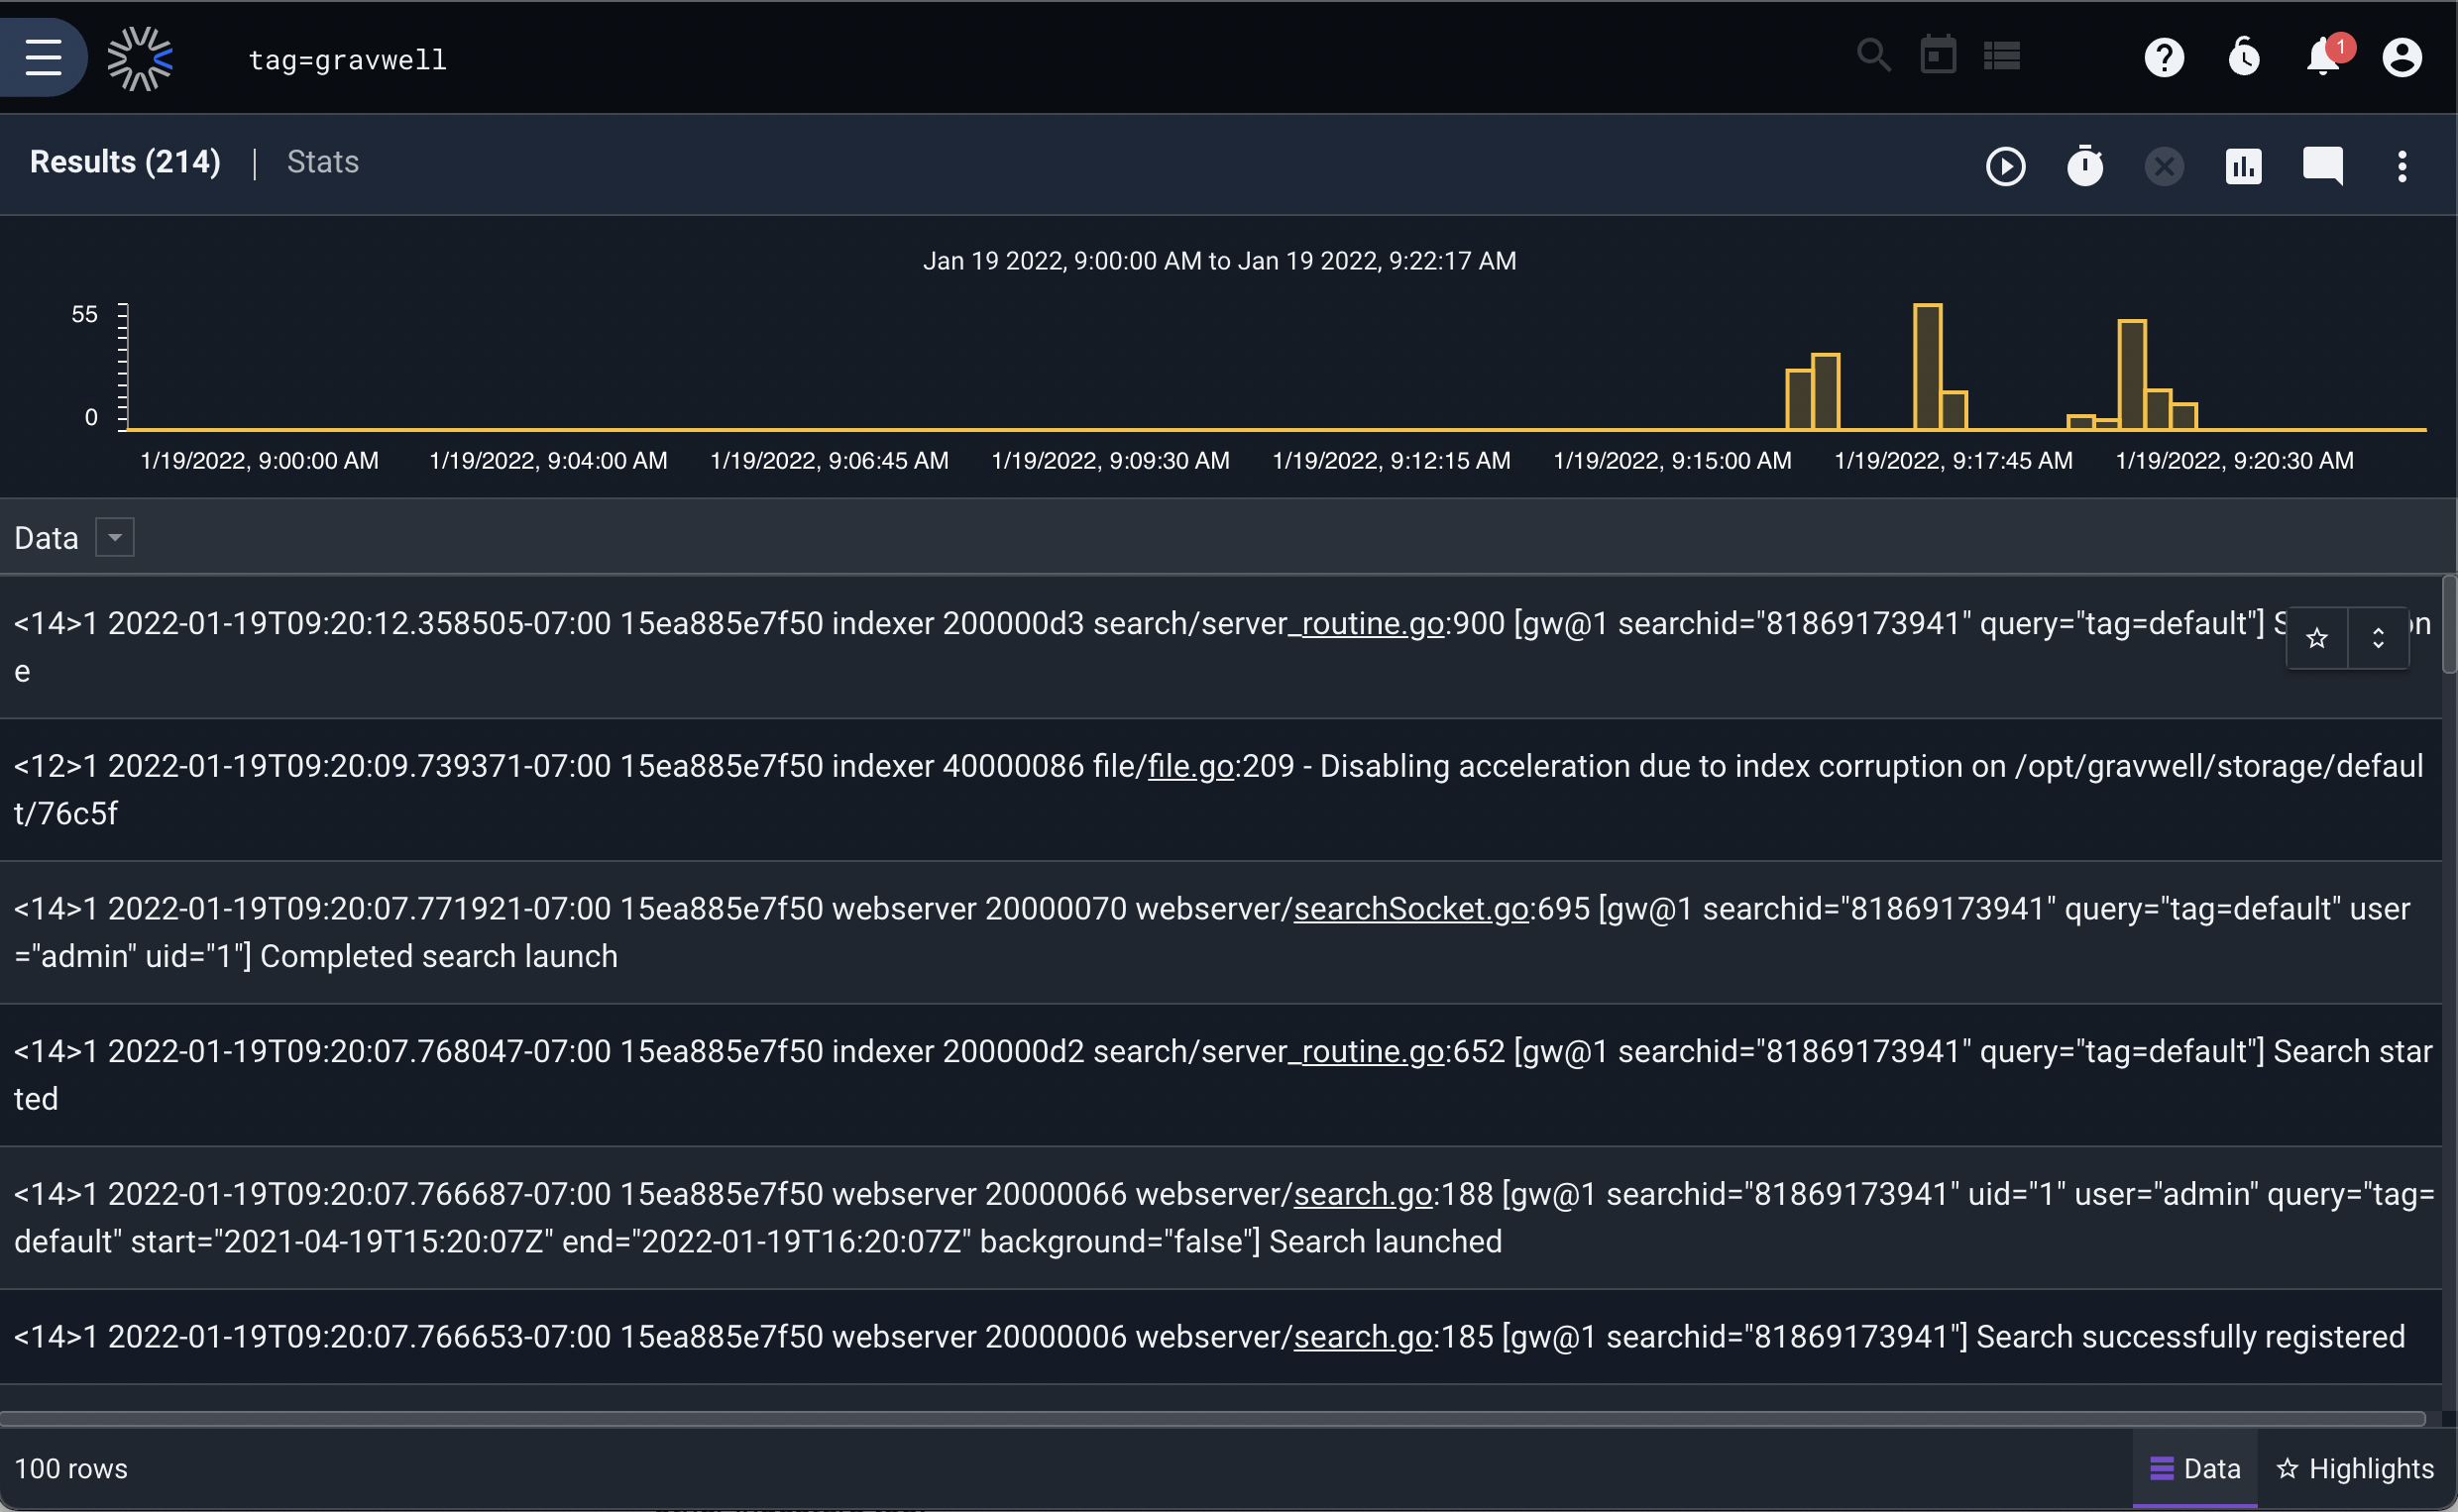 tag=gravwell
1
Results (214) | Stats
Jan 19 2022, 9:00:00 AM to Jan 19 2022, 9:22:17 AM
55
0
1/19/2022, 9:00:00 AM 1/19/2022, 9:04:00 AM 1/19/2022, 9:06:45 AM 1/19/2022, 9:09:30 AM 1/19/2022, 9:12:15 AM 1/19/2022, 9:15:00 AM 1/19/2022, 9:17:45 AM 1/19/2022, 9:20:30 AM
Data
<14>1 2022-01-19T09:20:12.358505-07:00 15ea885e7f50 indexer 200000d3 search/server_routine.go:900 [gw@1 searchid="81869173941" query="tag=default"]
e
<12>1 2022-01-19T09:20:09.739371-07:00 15ea885e7f50 indexer 40000086 file/file.go:209 - Disabling acceleration due to index corruption on /opt/gravwell/storage/defaul
t/76c5f
<14>1 2022-01-19T09:20:07.771921-07:00 15ea885e7f50 webserver 20000070 webserver/searchSocket.go:695 [gw@1 searchid="81869173941" query="tag=default" user
="admin" uid="1"] Completed search launch
<14>1 2022-01-19T09:20:07.768047-07:00 15ea885e7f50 indexer 200000d2 search/server_routine.go:652 [gw@1 searchid="81869173941" query="tag=default"] Search star
ted
<14>1 2022-01-19T09:20:07.766687-07:00 15ea885e7f50 webserver 20000066 webserver/search.go:188 [gw@1 searchid="81869173941" uid="1" user="admin" query="tag=
default" start="2021-04-19T15:20:07Z" end="2022-01-19T16:20:07Z" background="false"] Search launched
<14>1 2022-01-19T09:20:07.766653-07:00 15ea885e7f50 webserver 20000006 webserver/search.go:185 [gw@1 searchid="81869173941"] Search successfully registered
100 rows
Data
Highlights